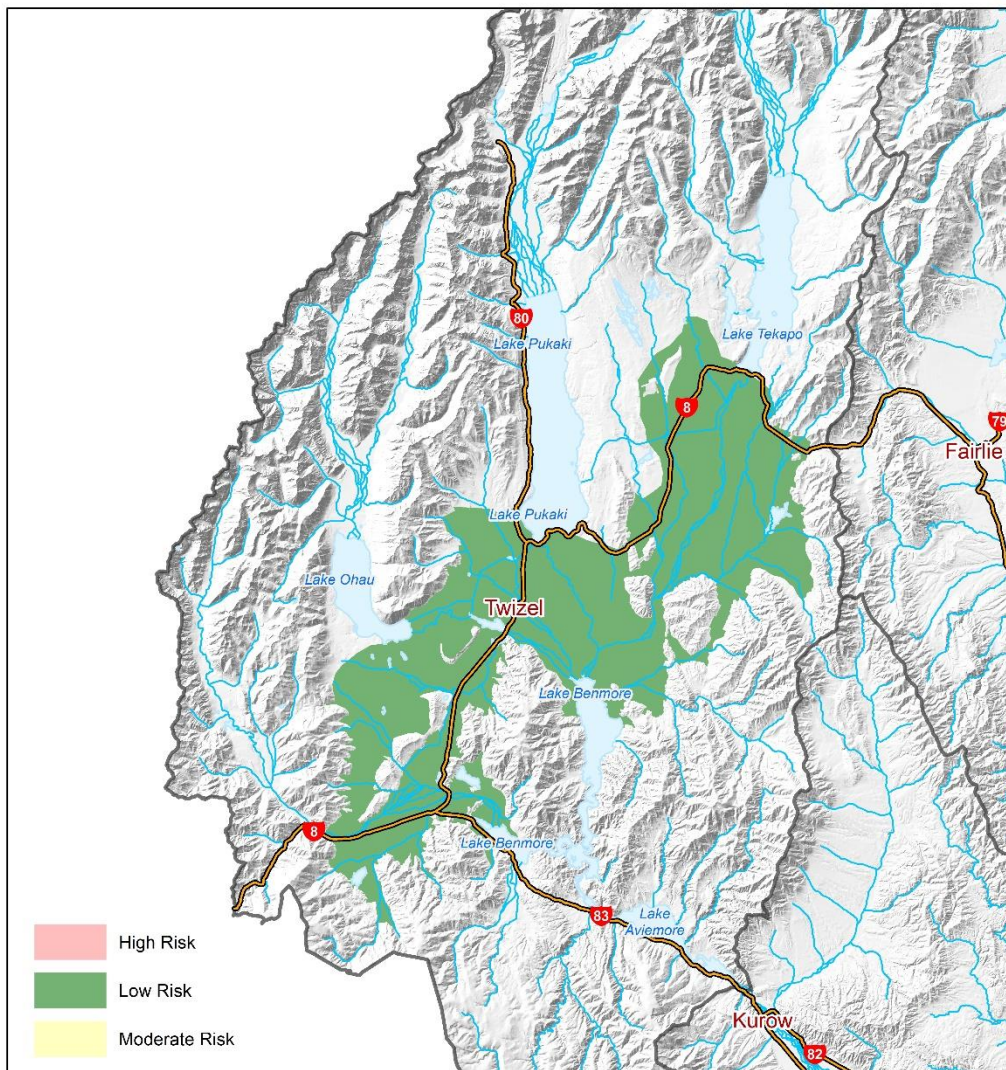 80
Lake Pukaki
Lake Tekapo
8
79
Fairlie
Lake Pukaki
Lake Ohau
Twizel
Lake Benmore
8
Lake Benmore
83
Lake
Aviemore
Kurow
82
High Risk
Low Risk
Moderate Risk